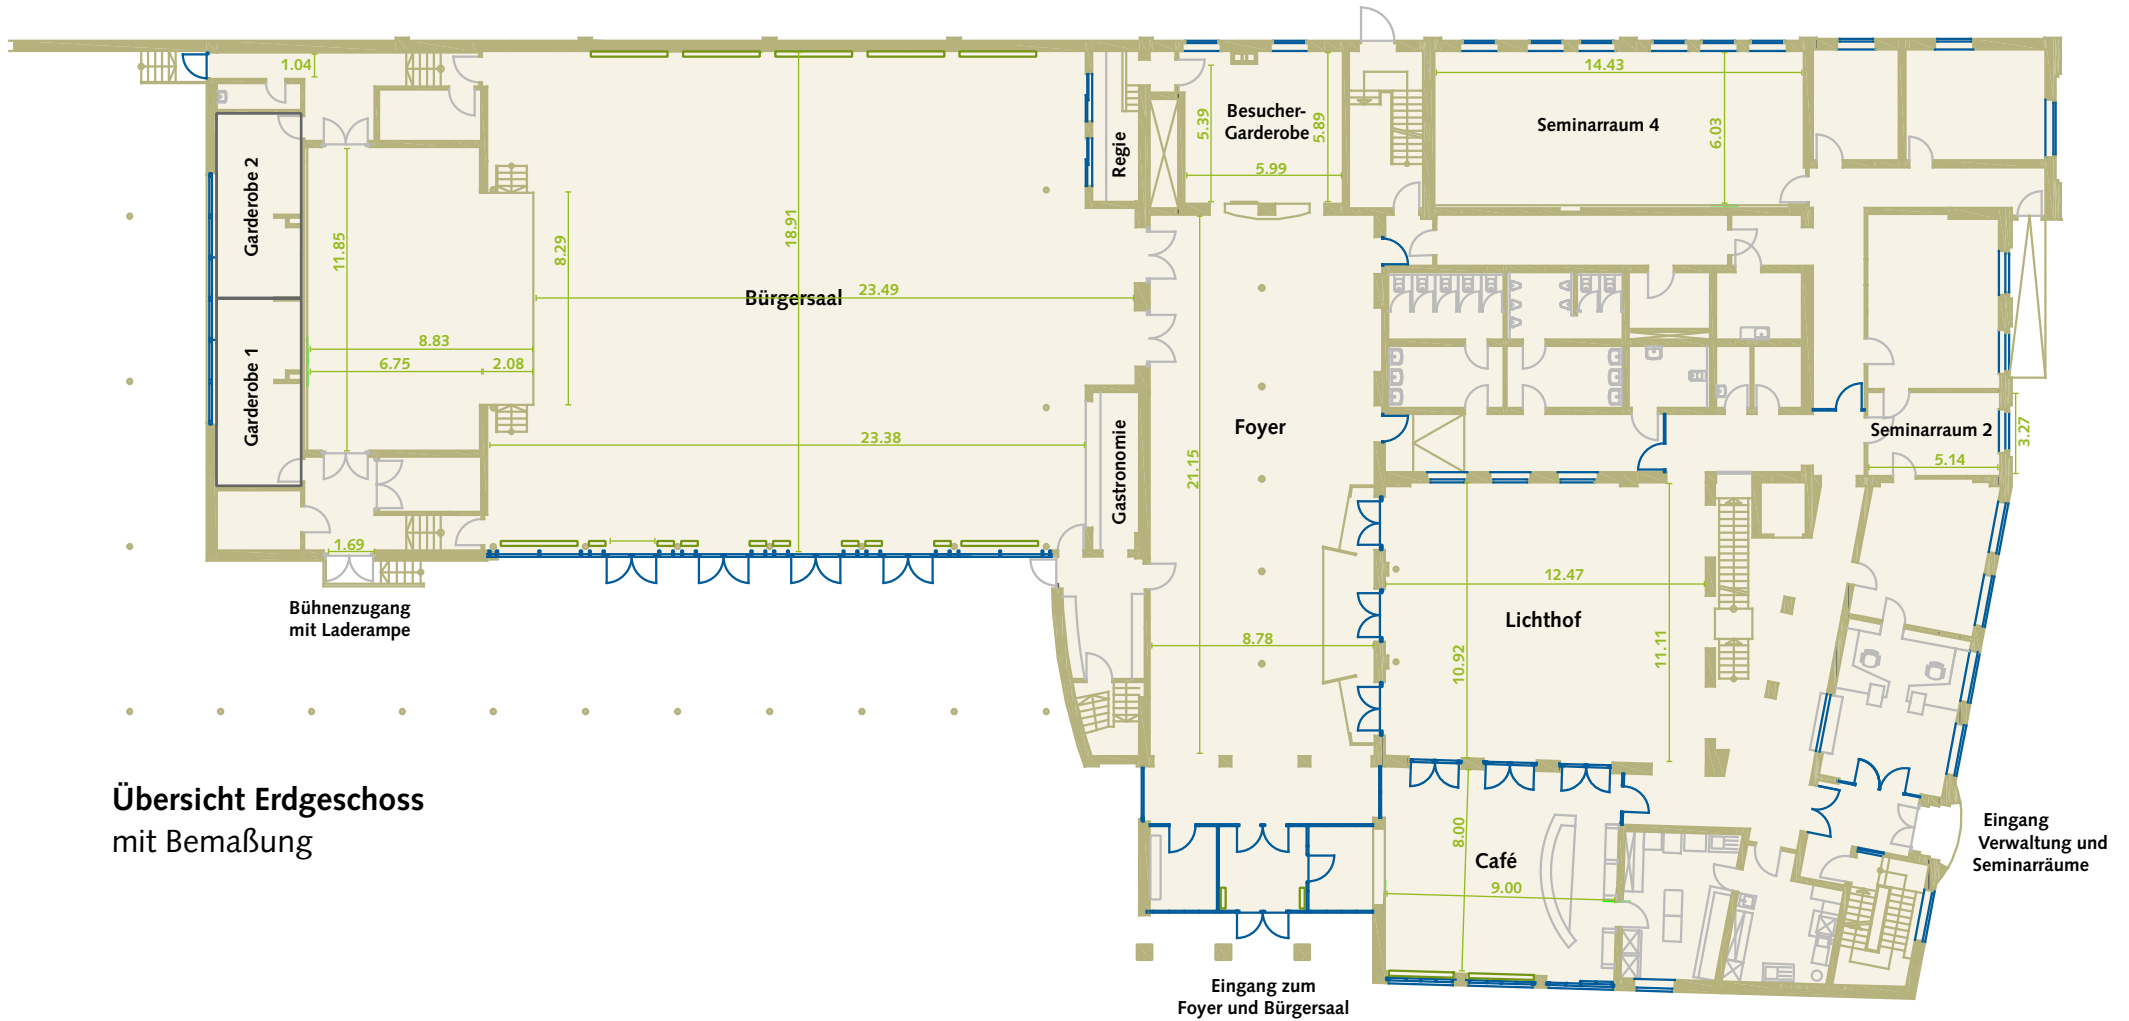 1.04
14.43
5.39
Besucher-
Garderobe
5.89
Seminarraum 4
6.03
Regie
5.99
Garderobe 2
11.85
8.29
18.91
Bürgersaal
23.49
8.83
6.75
2.08
Garderobe 1
23.38
Gastronomie
Foyer
21.15
Seminarraum 2
3.27
5.14
1.69
12.47
Bühnenzugang
mit Laderampe
Lichthof
8.78
10.92
11.11
Übersicht Erdgeschoss
mit Bemaßung
8.00
Café
9.00
Eingang
Verwaltung und
Seminarräume
Eingang zum
Foyer und Bürgersaal